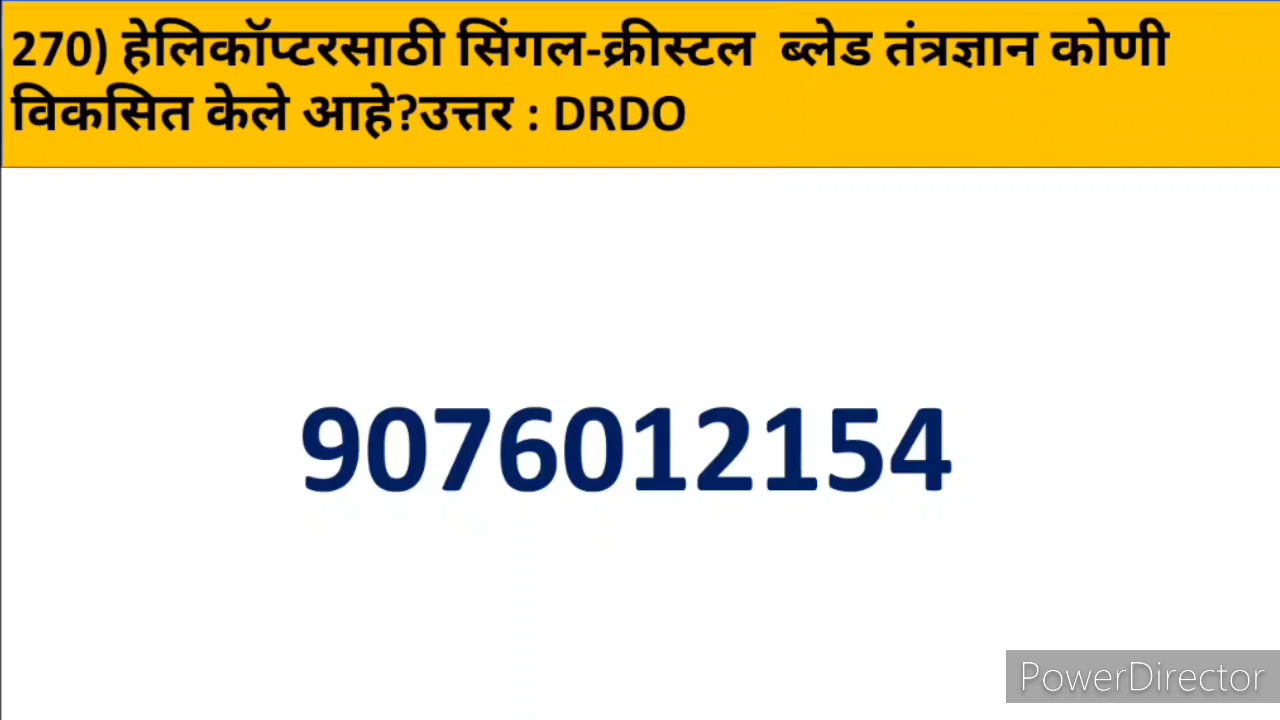 270) हेलिकॉप्टरसाठी सिंगल-क्रीस्टल ब्लेड तंत्रज्ञान कोणी
विकसित केले आहे?उत्तर : DRDO
9076012154
PowerDirector